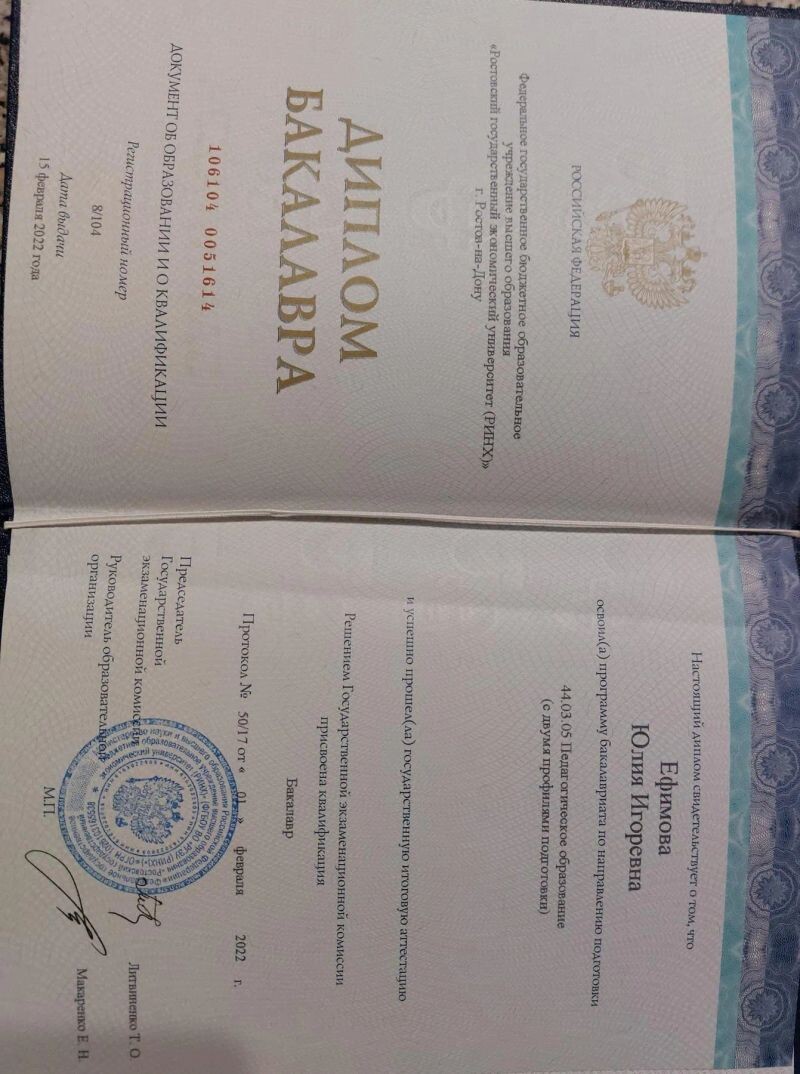 РОССИЙСКАЯ ФЕДЕРАЦИЯ
Федеральное государственное бюджетное образовательное
учреждение высшего образования
«Ростовский государственный экономический университет (РИНХ)»
г. Ростов-на-Дону
ДИПЛОМ
БАКАЛАВРА
106104 0051614
ДОКУМЕНТ ОБ ОБРАЗОВАНИИ И О КВАЛИФИКАЦИИ
Регистрационный номер
8/104
Дата выдачи
15 февраля 2022 года
Настоящий диплом свидетельствует о том, что
Ефимова
Юлия Игоревна
освоил(а) программу бакалавриата по направлению подготовки
44.03.05 Педагогическое образование
(с двумя профилями подготовки)
и успешно прошел(ла) государственную итоговую аттестацию
Решением Государственной экзаменационной комиссии
присвоена квалификация
Бакалавр
Протокол № 50/17 от « 01 » февраля 2022 г.
Председатель
Государственной
экзаменационной комиссии
Литвиненко Т. О.
Руководитель образовательной
организации
Макаренко Е. Н.
М.П.